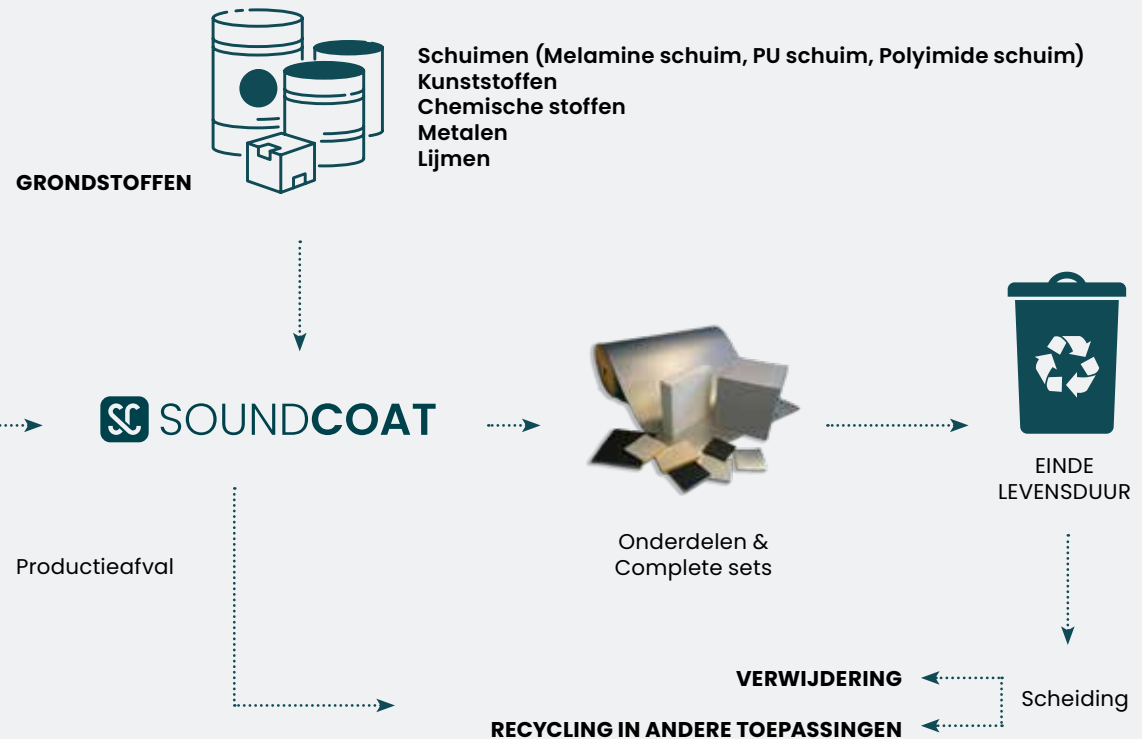 Schuimen (Melamine schuim, PU schuim, Polyimide schuim)
Kunststoffen
Chemische stoffen
Metalen
Lijmen
GRONDSTOFFEN
SC SOUNDCOAT
EINDE
LEVENSDUUR
Onderdelen &
Complete sets
Productieafval
VERWIJDERING
Scheiding
RECYCLING IN ANDERE TOEPASSINGEN